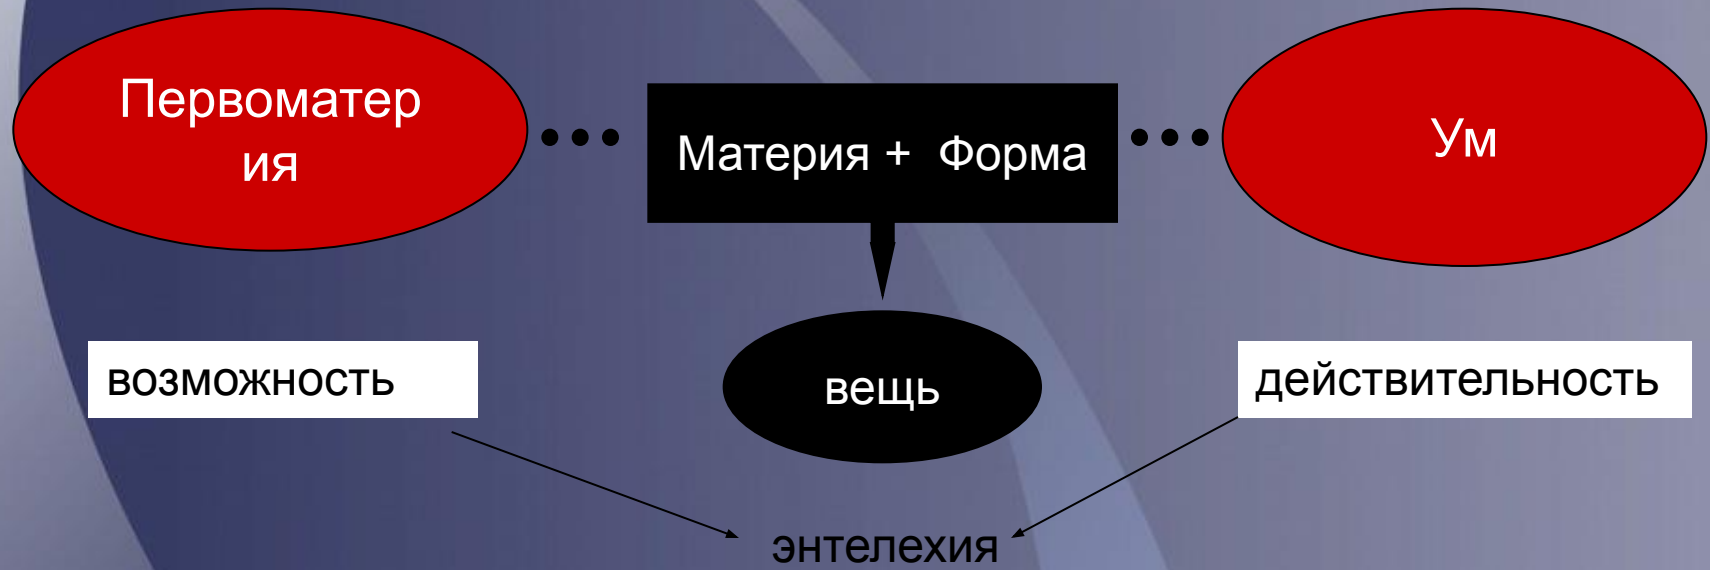 Первоматер
ия
Материя + Форма
Ум
возможность
вещь
действительность
энтелехия